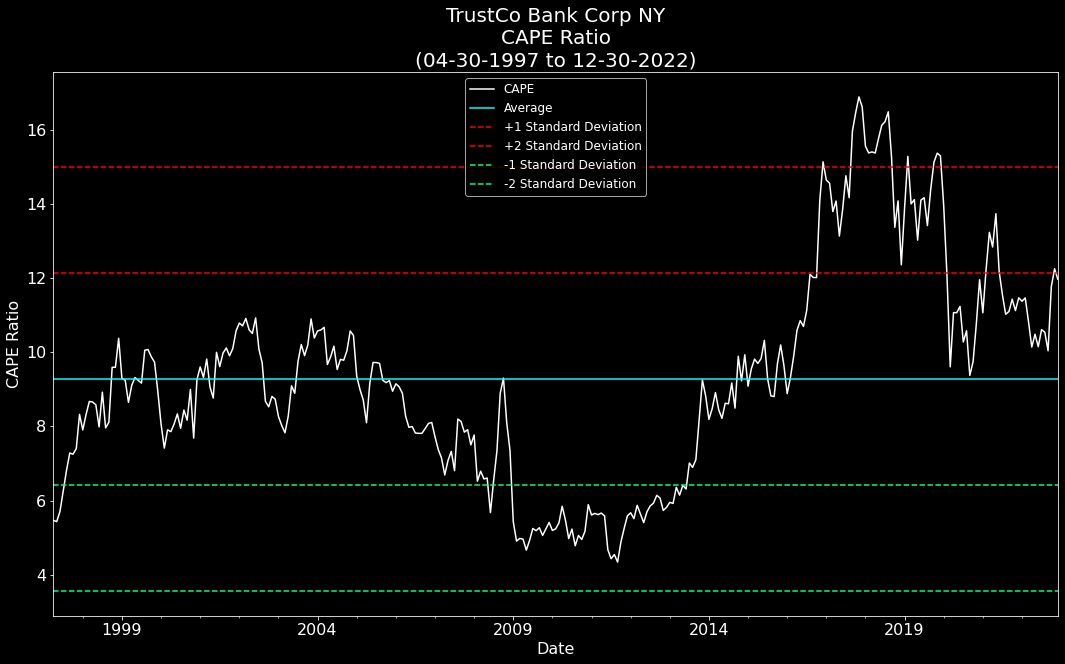 TrustCo Bank Corp NY
CAPE Ratio
(04-30-1997 to 12-30-2022)
CAPE
Average
+1 Standard Deviation
+2 Standard Deviation
-1 Standard Deviation
-2 Standard Deviation
CAPE Ratio
16
14
12
10
8
6
4
1999 2004 2009 2014 2019
Date